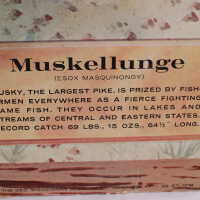 Muskellunge
(ESOX MASQUINONGY)
USKY, THE LARGEST PIKE, IS PRIZED BY FISH-
RMEN EVERYWHERE AS A FIERCE FIGHTING
AME FISH. THEY OCCUR IN LAKES AND
TREAMS OF CENTRAL AND EASTERN STATES.
ECORD CATCH 69 LBS., 15 OZS., 64½" LONG.